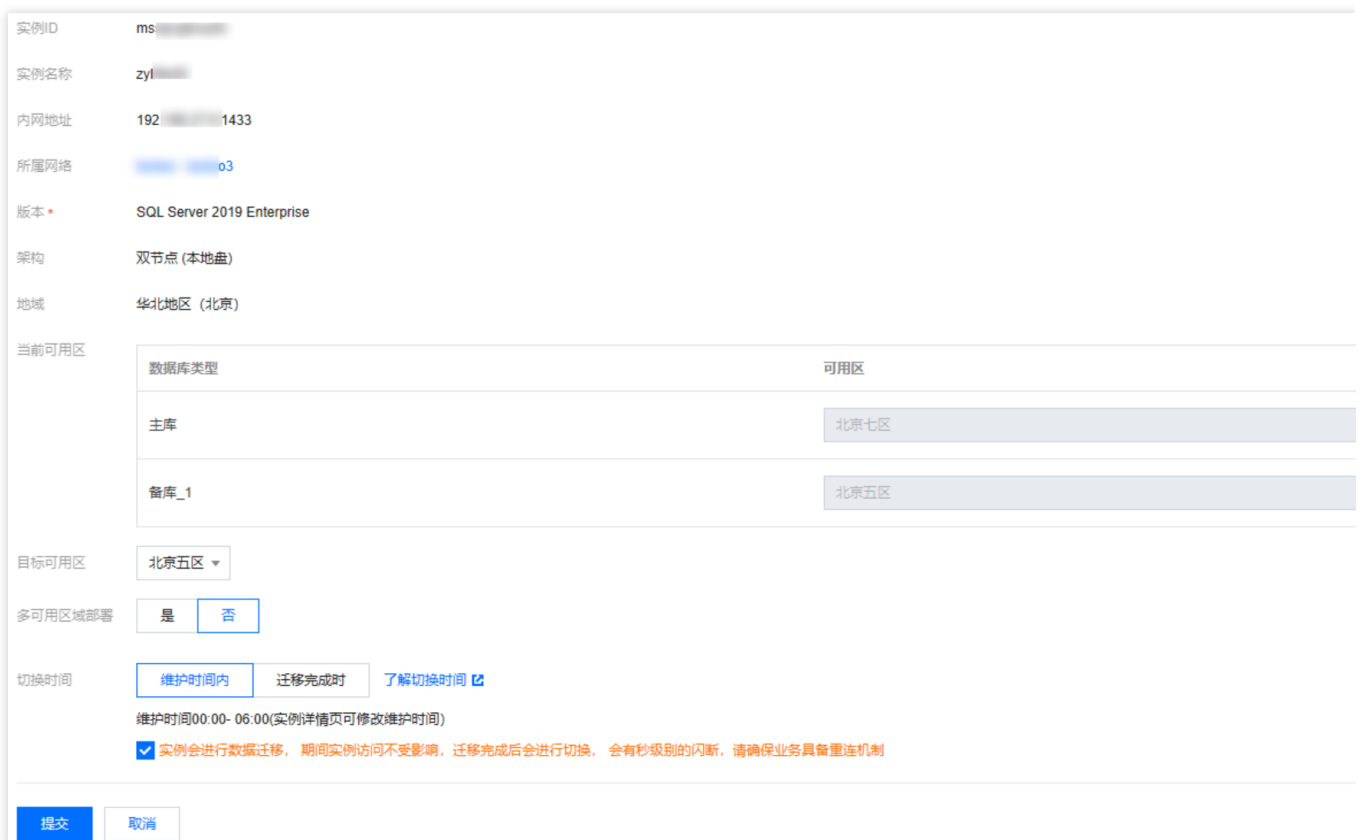 实例ID ms
实例名称 zyl
内网地址 192 1433
所属网络 o3
版本 * SQL Server 2019 Enterprise
架构 双节点 (本地盘)
地域 华北地区（北京）
当前可用区
数据库类型 可用区
主库 北京七区
备库_1 北京五区
目标可用区 北京五区
多可用区域部署 是 否
切换时间 维护时间内 迁移完成时 了解切换时间
维护时间00:00- 06:00(实例详情页可修改维护时间)
实例会进行数据迁移， 期间实例访问不受影响，迁移完成后会进行切换， 会有秒级别的闪断，请确保业务具备重连机制
提交 取消